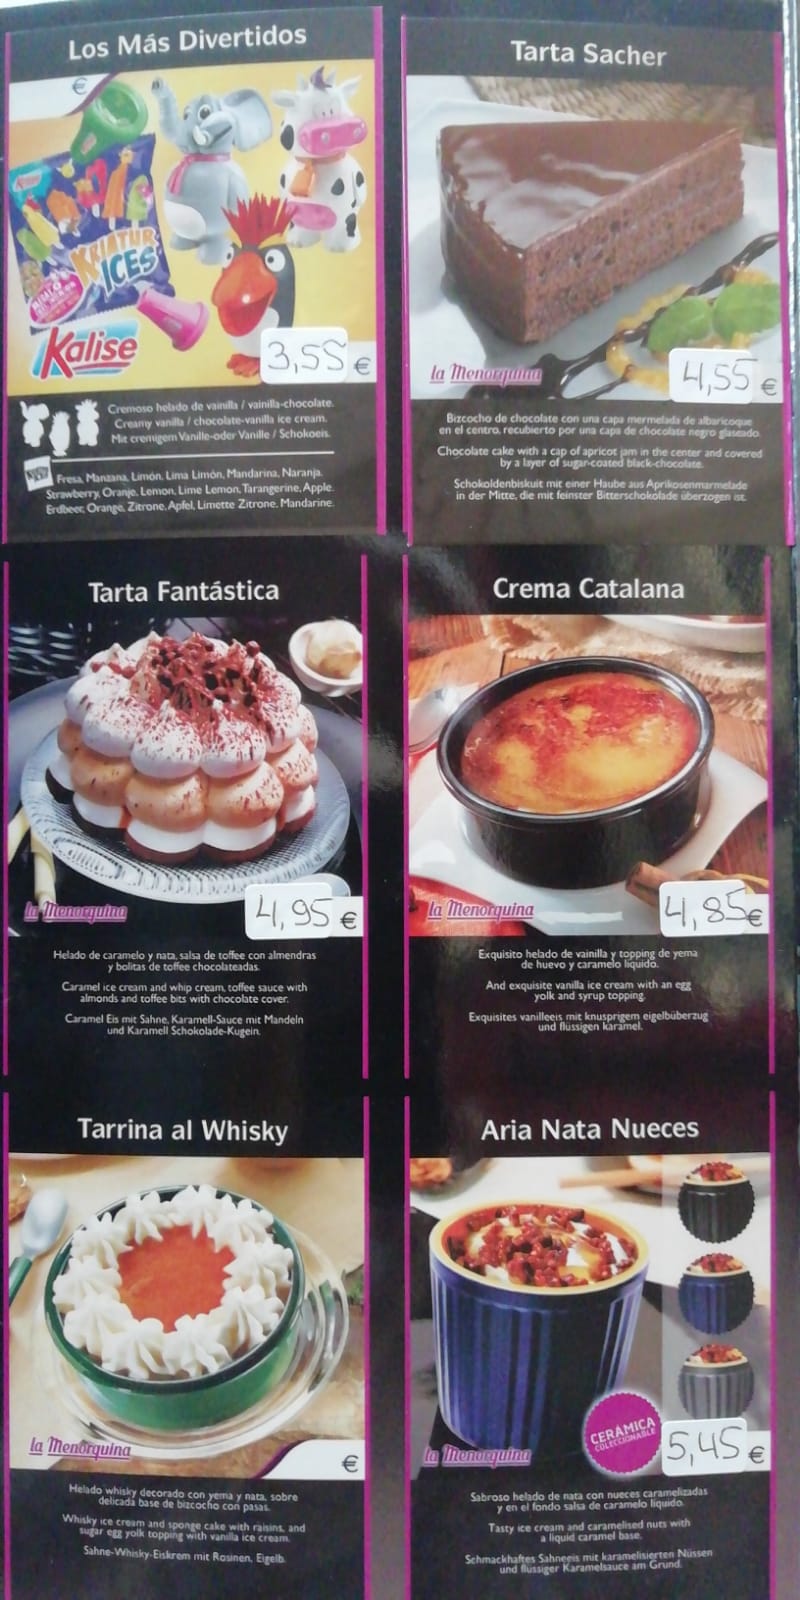 Los Más Divertidos
€
KRIATUR
ICES
Kalise
3,55 €
Cremoso helado de vainilla / vainilla-chocolate.
Creamy vanilla / chocolate-vanilla ice cream.
Mit cremigem Vanille-oder Vanille / Schokoeis.
Fresa, Manzana, Limón, Lima Limón, Mandarina, Naranja.
Strawberry, Oranje, Lemon, Lime Lemon, Tarangerine, Apple.
Erdbeer, Orange, Zitrone, Apfel, Limette Zitrone, Mandarine.
Tarta Sacher
la Menorquina
4,55 €
Bizcocho de chocolate con una capa mermelada de albaricoque
en el centro, recubierto por una capa de chocolate negro glaseado.
Chocolate cake with a cap of apricot jam in the center and covered
by a layer of sugar-coated black-chocolate.
Schokoldenbiskuit mit einer Haube aus Aprikosenmarmelade
in der Mitte, die mit feinster Bitterschokolade überzogen ist.
Tarta Fantástica
la Menorquina
4,95 €
Helado de caramelo y nata, salsa de toffee con almendras
y bolitas de toffee chocolateadas.
Caramel ice cream and whip cream, toffee sauce with
almonds and toffee bits with chocolate cover.
Caramel Eis mit Sahne, Karamell-Sauce mit Mandeln
und Karamell Schokolade-Kugein.
Crema Catalana
la Menorquina
4,85 €
Exquisito helado de vainilla y topping de yema
de huevo y caramelo líquido.
And exquisite vanilla ice cream with an egg
yolk and syrup topping.
Exquisites vanilleeis mit knusprigem eigelbüberzug
und flüssigen karamel.
Tarrina al Whisky
la Menorquina
€
Helado whisky decorado con yema y nata, sobre
delicada base de bizcocho con pasas.
Whisky ice cream and sponge cake with raisins, and
sugar egg yolk topping with vanilla ice cream.
Sahne-Whisky-Eiskrem mit Rosinen, Eigelb.
Aria Nata Nueces
CERÁMICA
COLECCIONABLE
la Menorquina
5,45 €
Sabroso helado de nata con nueces caramelizadas
y en el fondo salsa de caramelo líquido.
Tasty ice cream and caramelised nuts with
a liquid caramel base.
Schmackhaftes Sahneeis mit karamelisierten Nüssen
und flüssiger Karamelsauce am Grund.